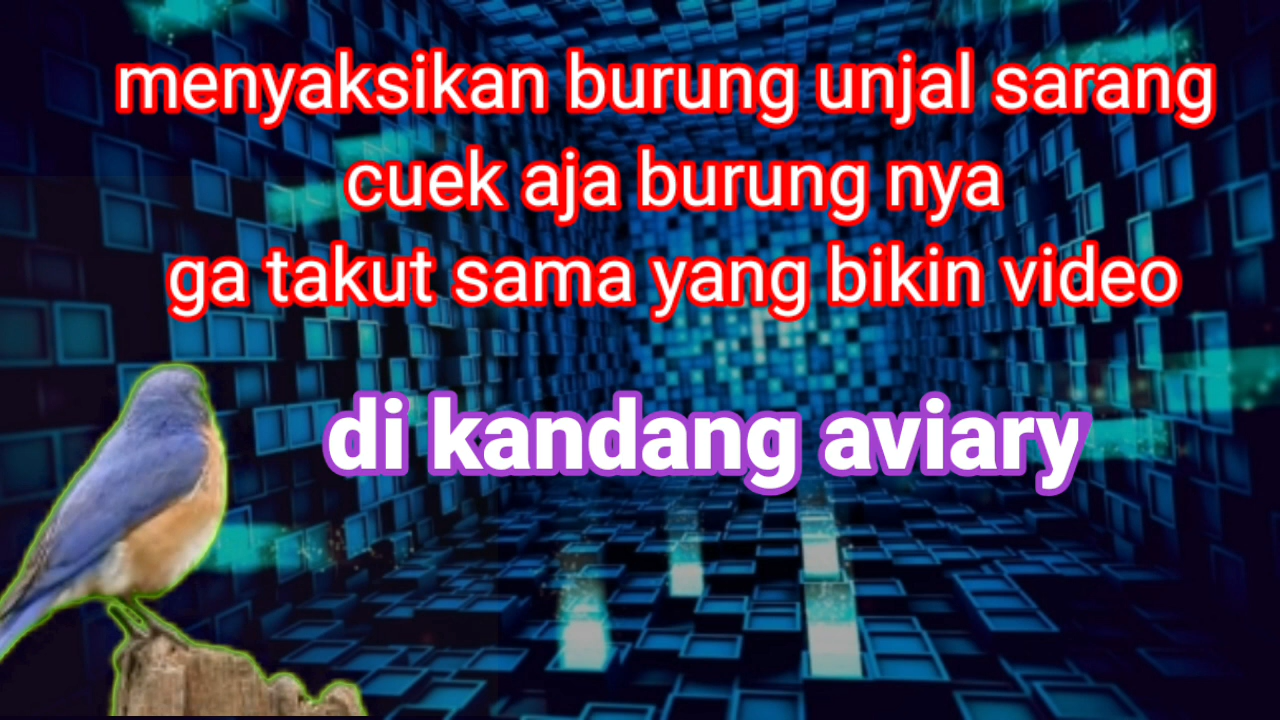 menyaksikan burung unjal sarang
cuek aja burung nya
ga takut sama yang bikin video
di kandang aviary